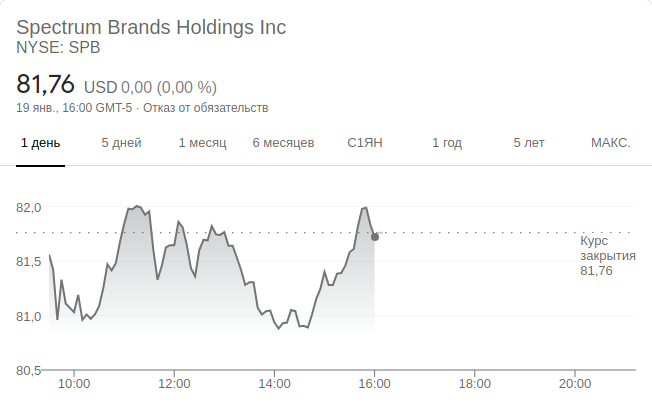 Spectrum Brands Holdings Inc
NYSE: SPB
81,76 USD 0,00 (0,00 %)
19 янв., 16:00 GMT-5 · Отказ от обязательств
1 день 5 дней 1 месяц 6 месяцев С1ЯН 1 год 5 лет МАКС.
82,0
Курс
закрытия
81,76
81,5
81,0
80,5
10:00 12:00 14:00 16:00 18:00 20:00